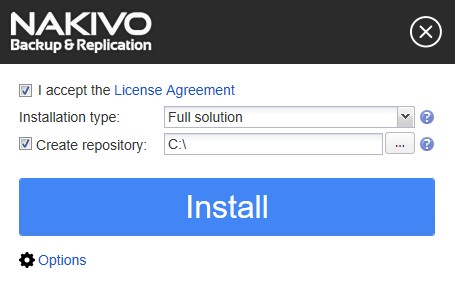 NAKIVO
Backup & Replication
I accept the License Agreement
Installation type: Full solution ?
Create repository: C:\ ... ?
Install
Options